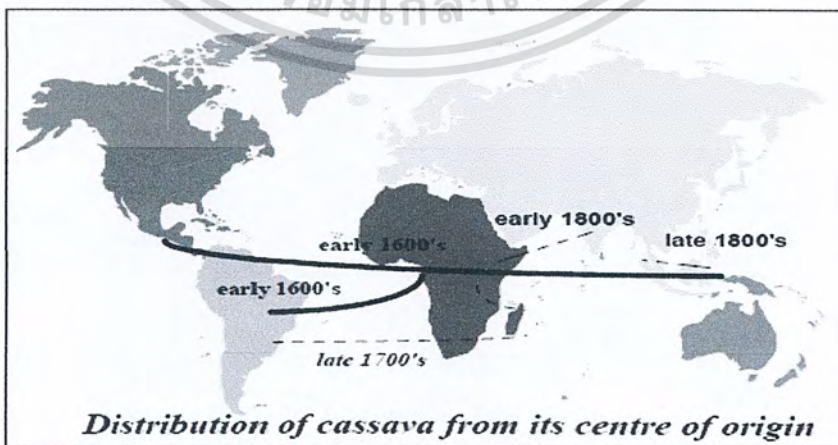 early 1800's
late 1800's
early 1600's
early 1600's
late 1700's
Distribution of cassava from its centre of origin